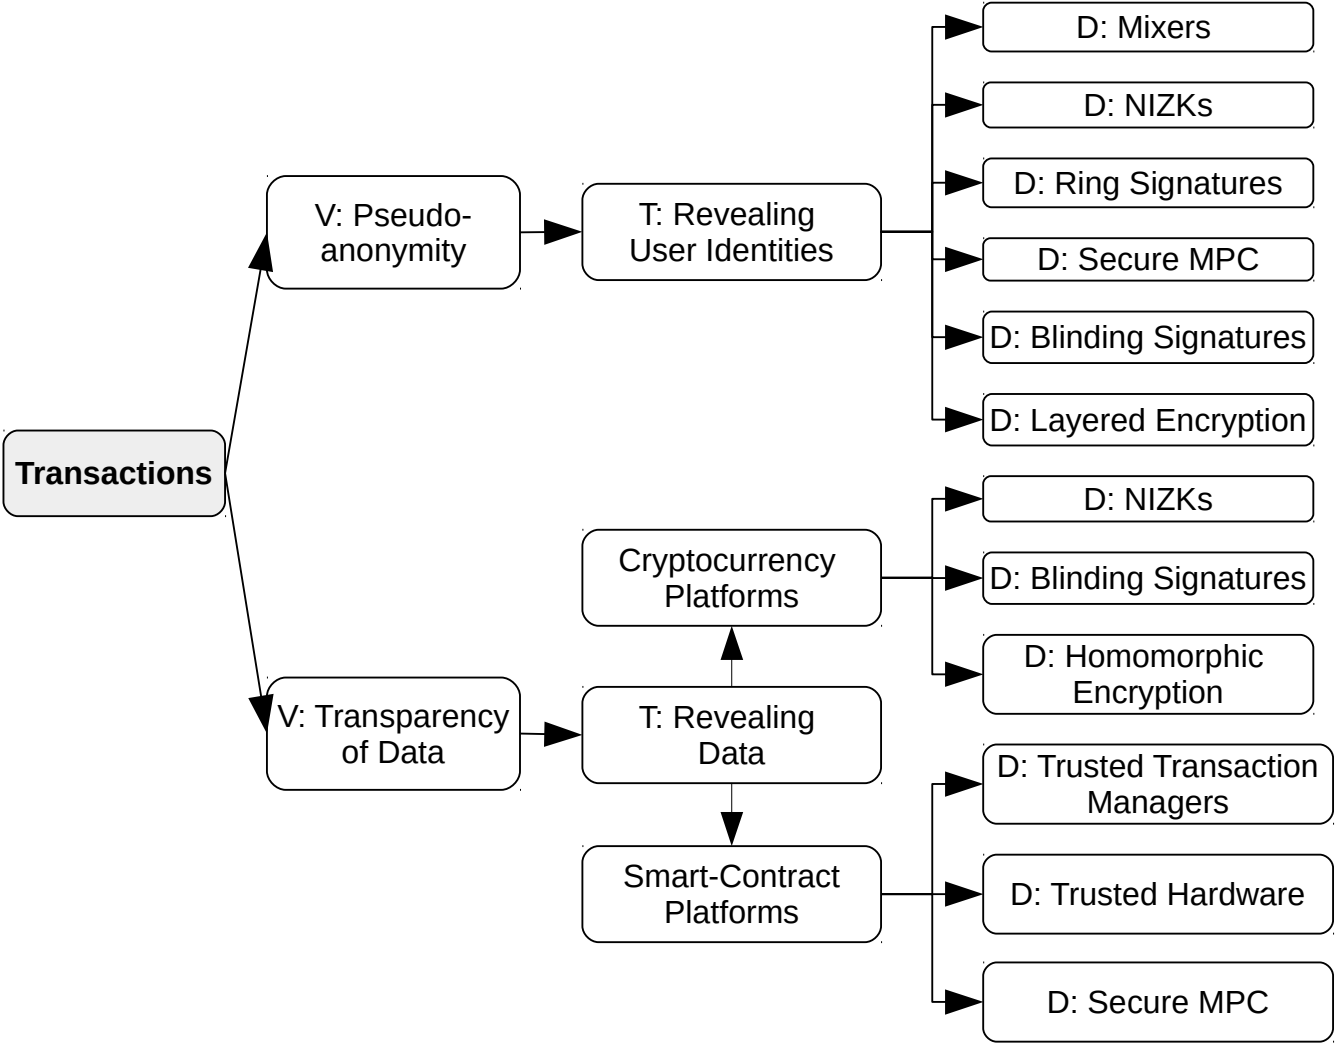 Transactions
V: Pseudo-
anonymity
T: Revealing
User Identities
D: Mixers
D: NIZKs
D: Ring Signatures
D: Secure MPC
D: Blinding Signatures
D: Layered Encryption
V: Transparency
of Data
T: Revealing
Data
Cryptocurrency
Platforms
D: NIZKs
D: Blinding Signatures
D: Homomorphic
Encryption
Smart-Contract
Platforms
D: Trusted Transaction
Managers
D: Trusted Hardware
D: Secure MPC